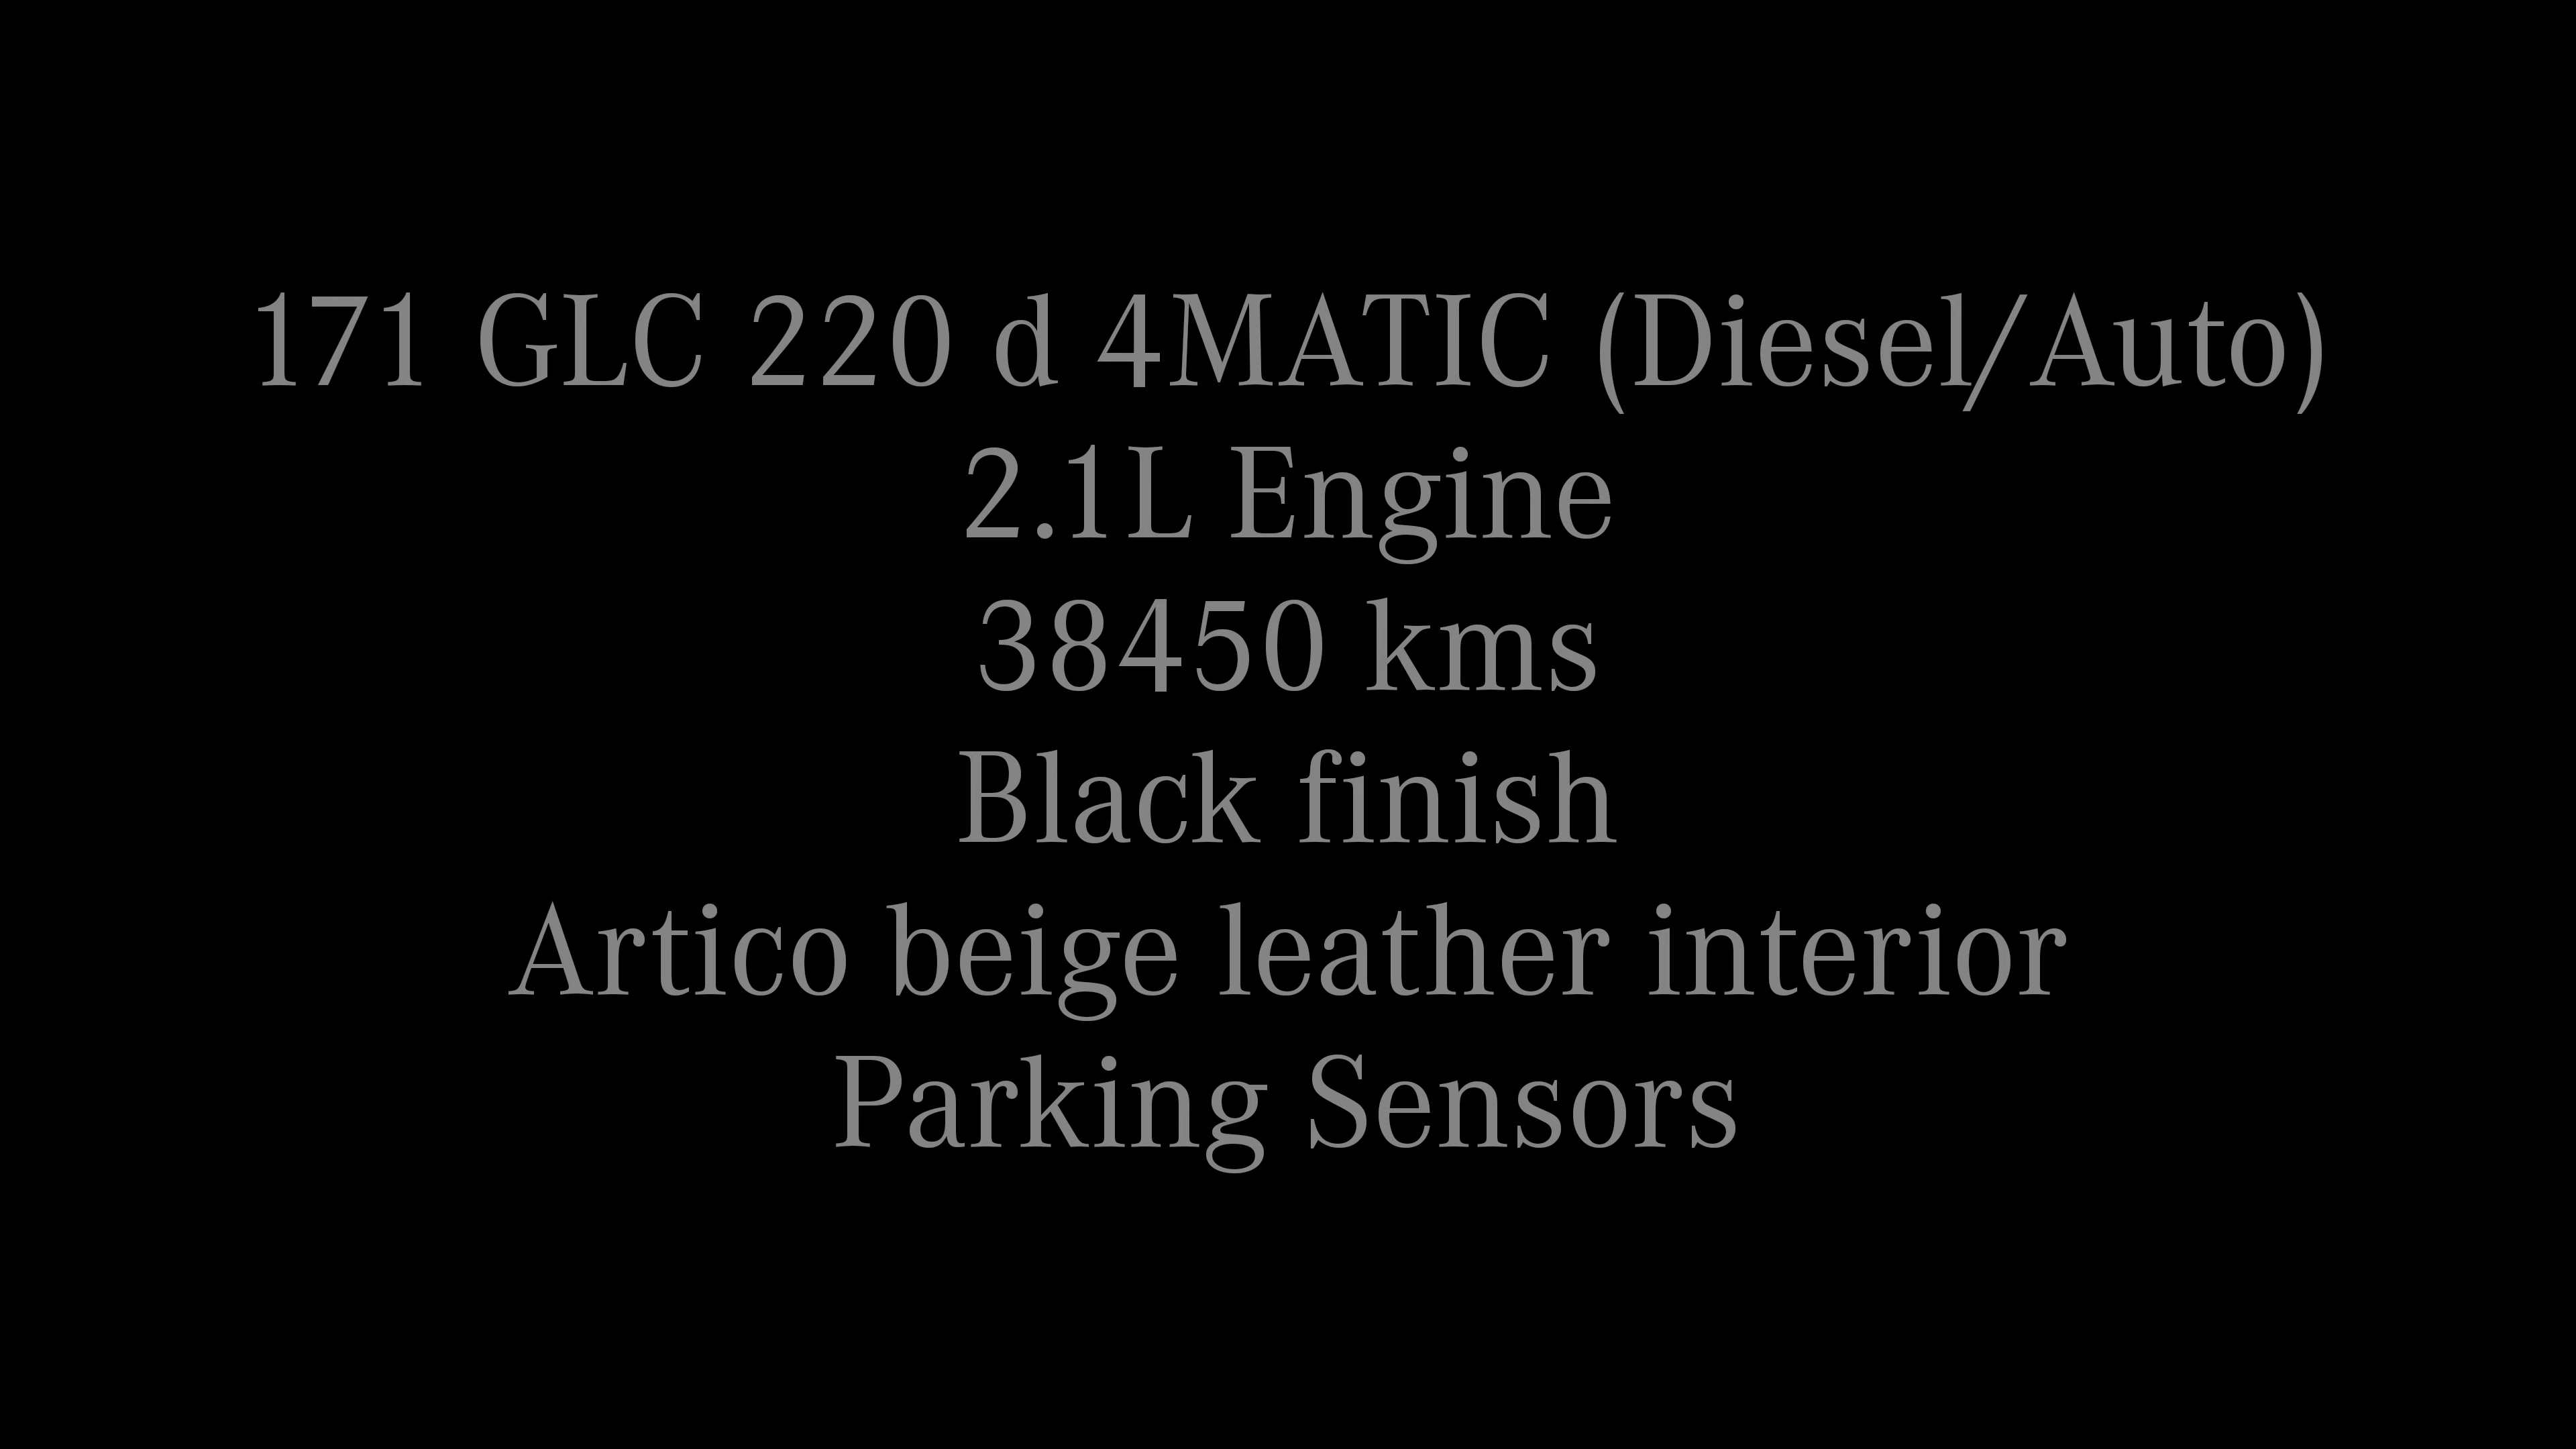 171 GLC 220 d 4MATIC (Diesel/Auto)
2.1L Engine
38450 kms
Black finish
Artico beige leather interior
Parking Sensors